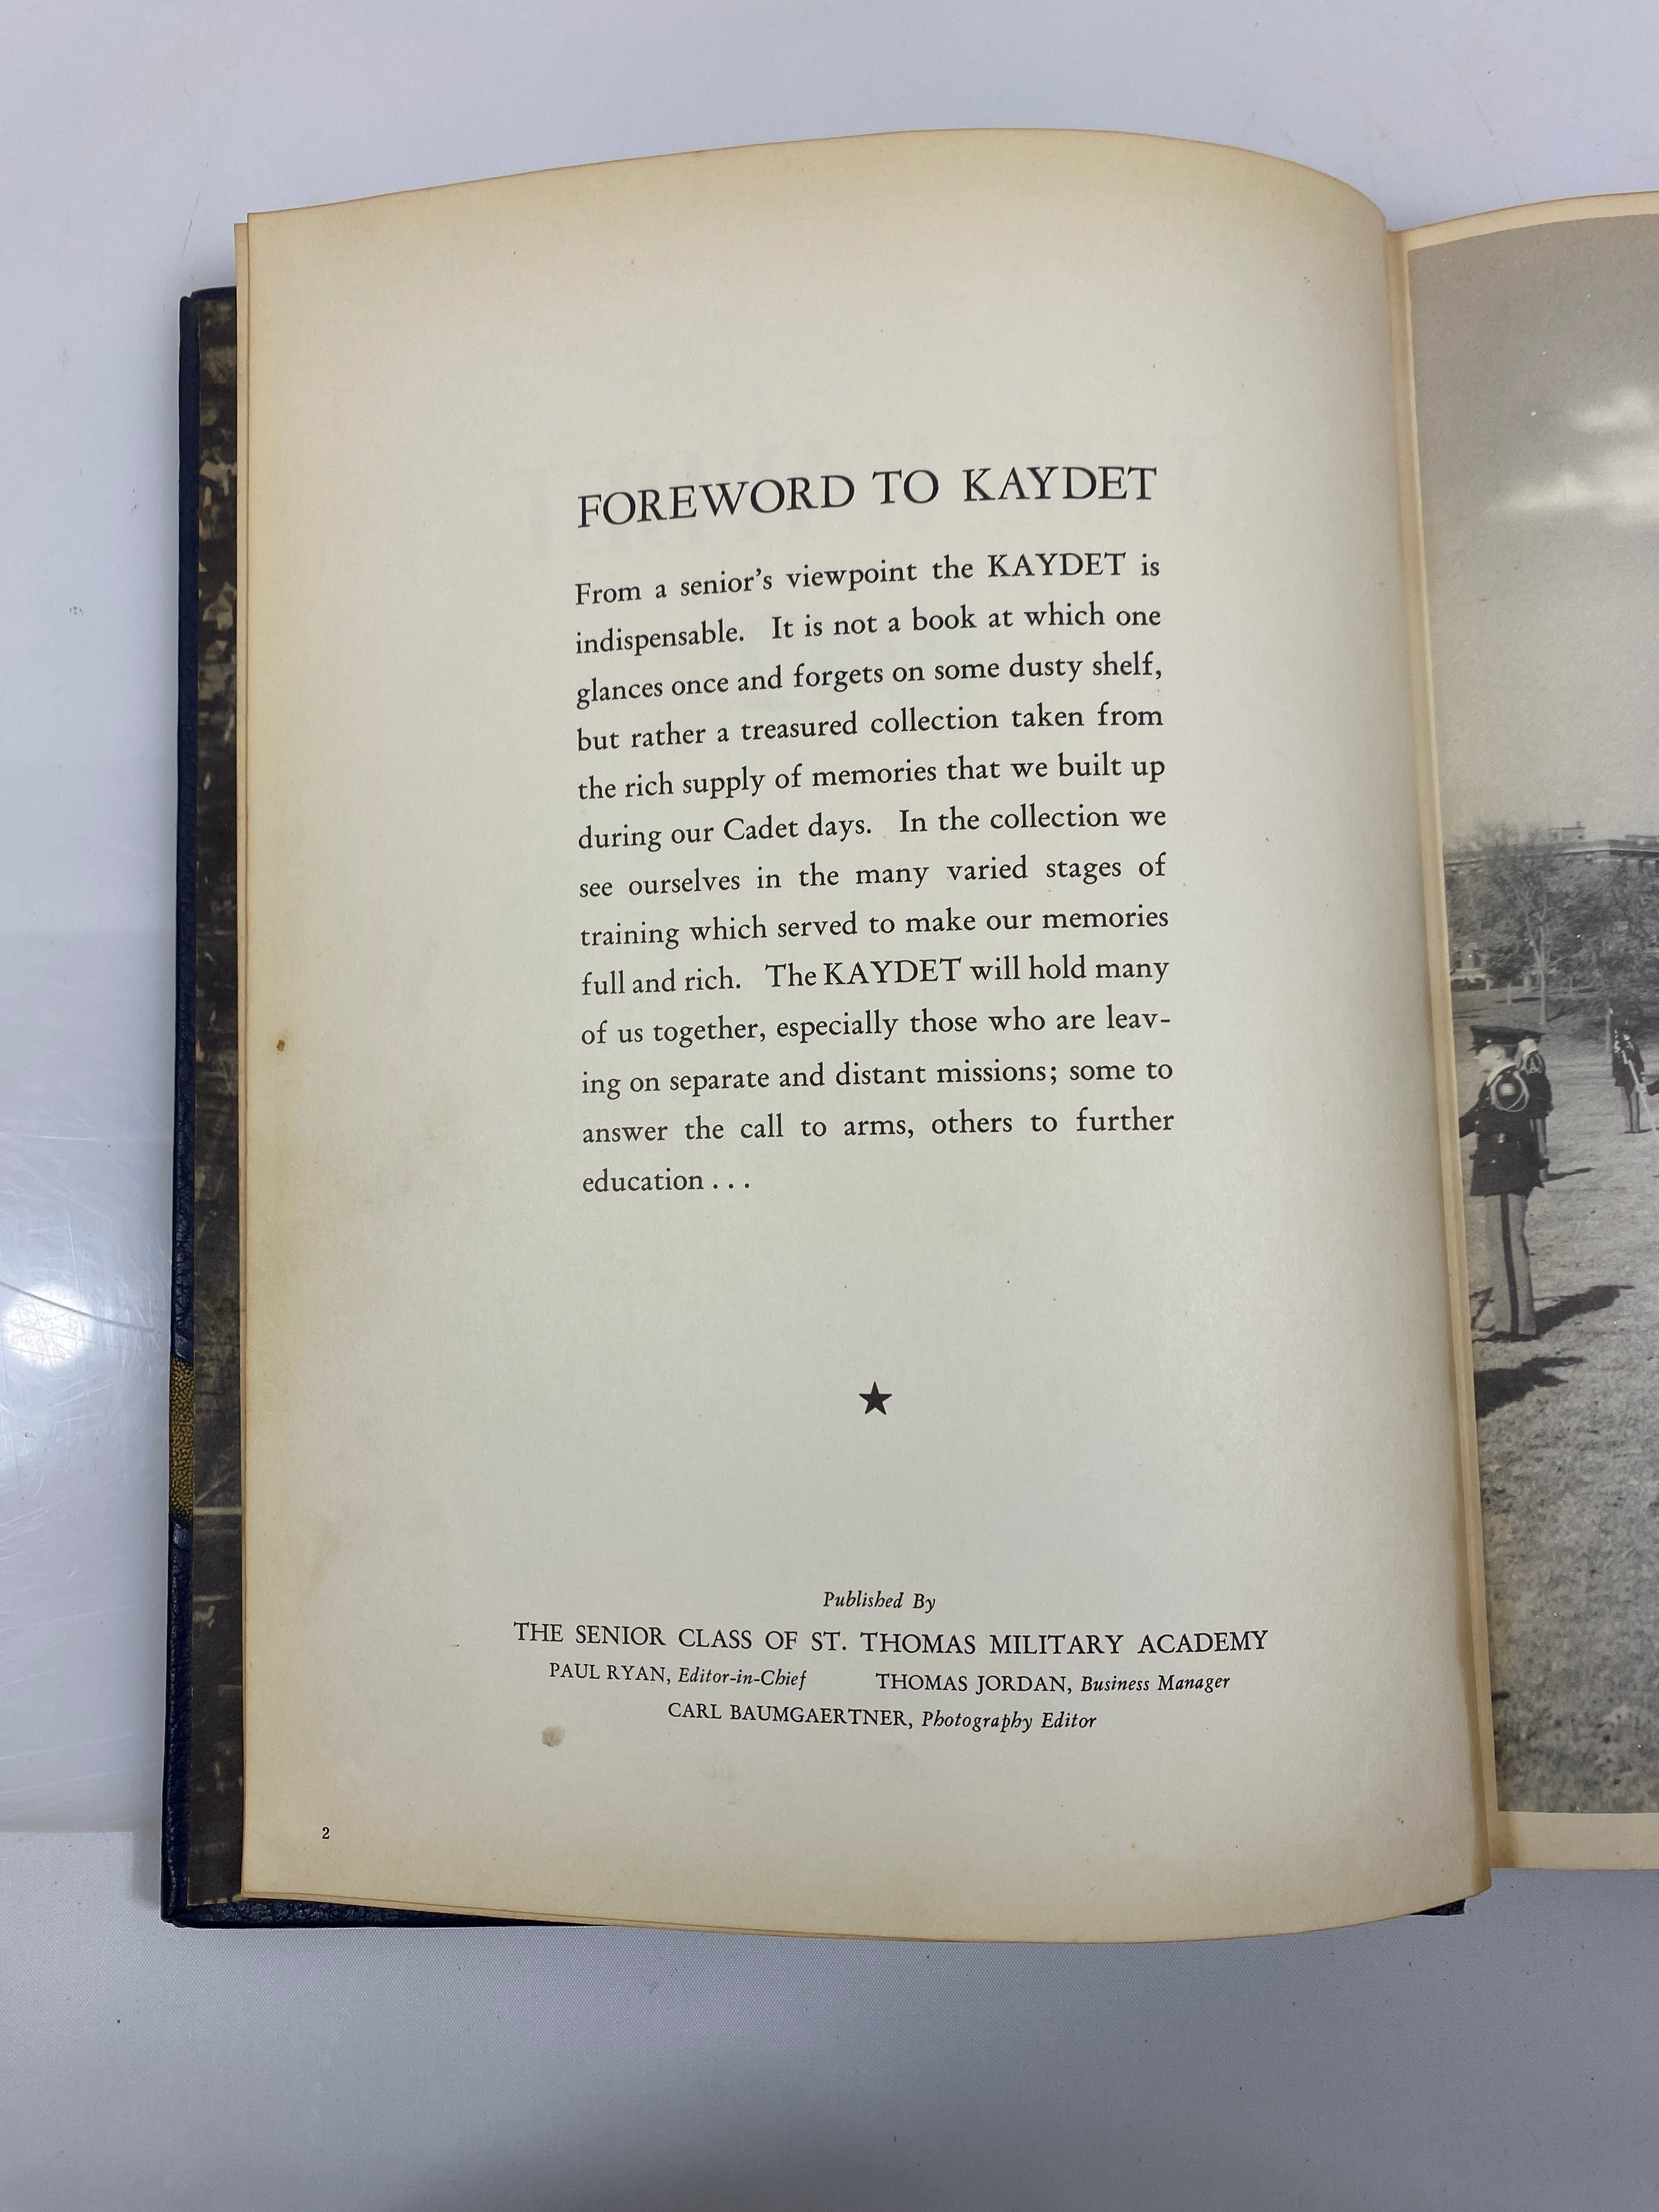 FOREWORD TO KAYDET
From a senior's viewpoint the KAYDET is
indispensable. It is not a book at which one
glances once and forgets on some dusty shelf,
but rather a treasured collection taken from
the rich supply of memories that we built up
during our Cadet days. In the collection we
see ourselves in the many varied stages of
training which served to make our memories
full and rich. The KAYDET will hold many
of us together, especially those who are leav-
ing on separate and distant missions; some to
answer the call to arms, others to further
education . . .
Published By
THE SENIOR CLASS OF ST. THOMAS MILITARY ACADEMY
PAUL RYAN, Editor-in-Chief THOMAS JORDAN, Business Manager
CARL BAUMGAERTNER, Photography Editor
2